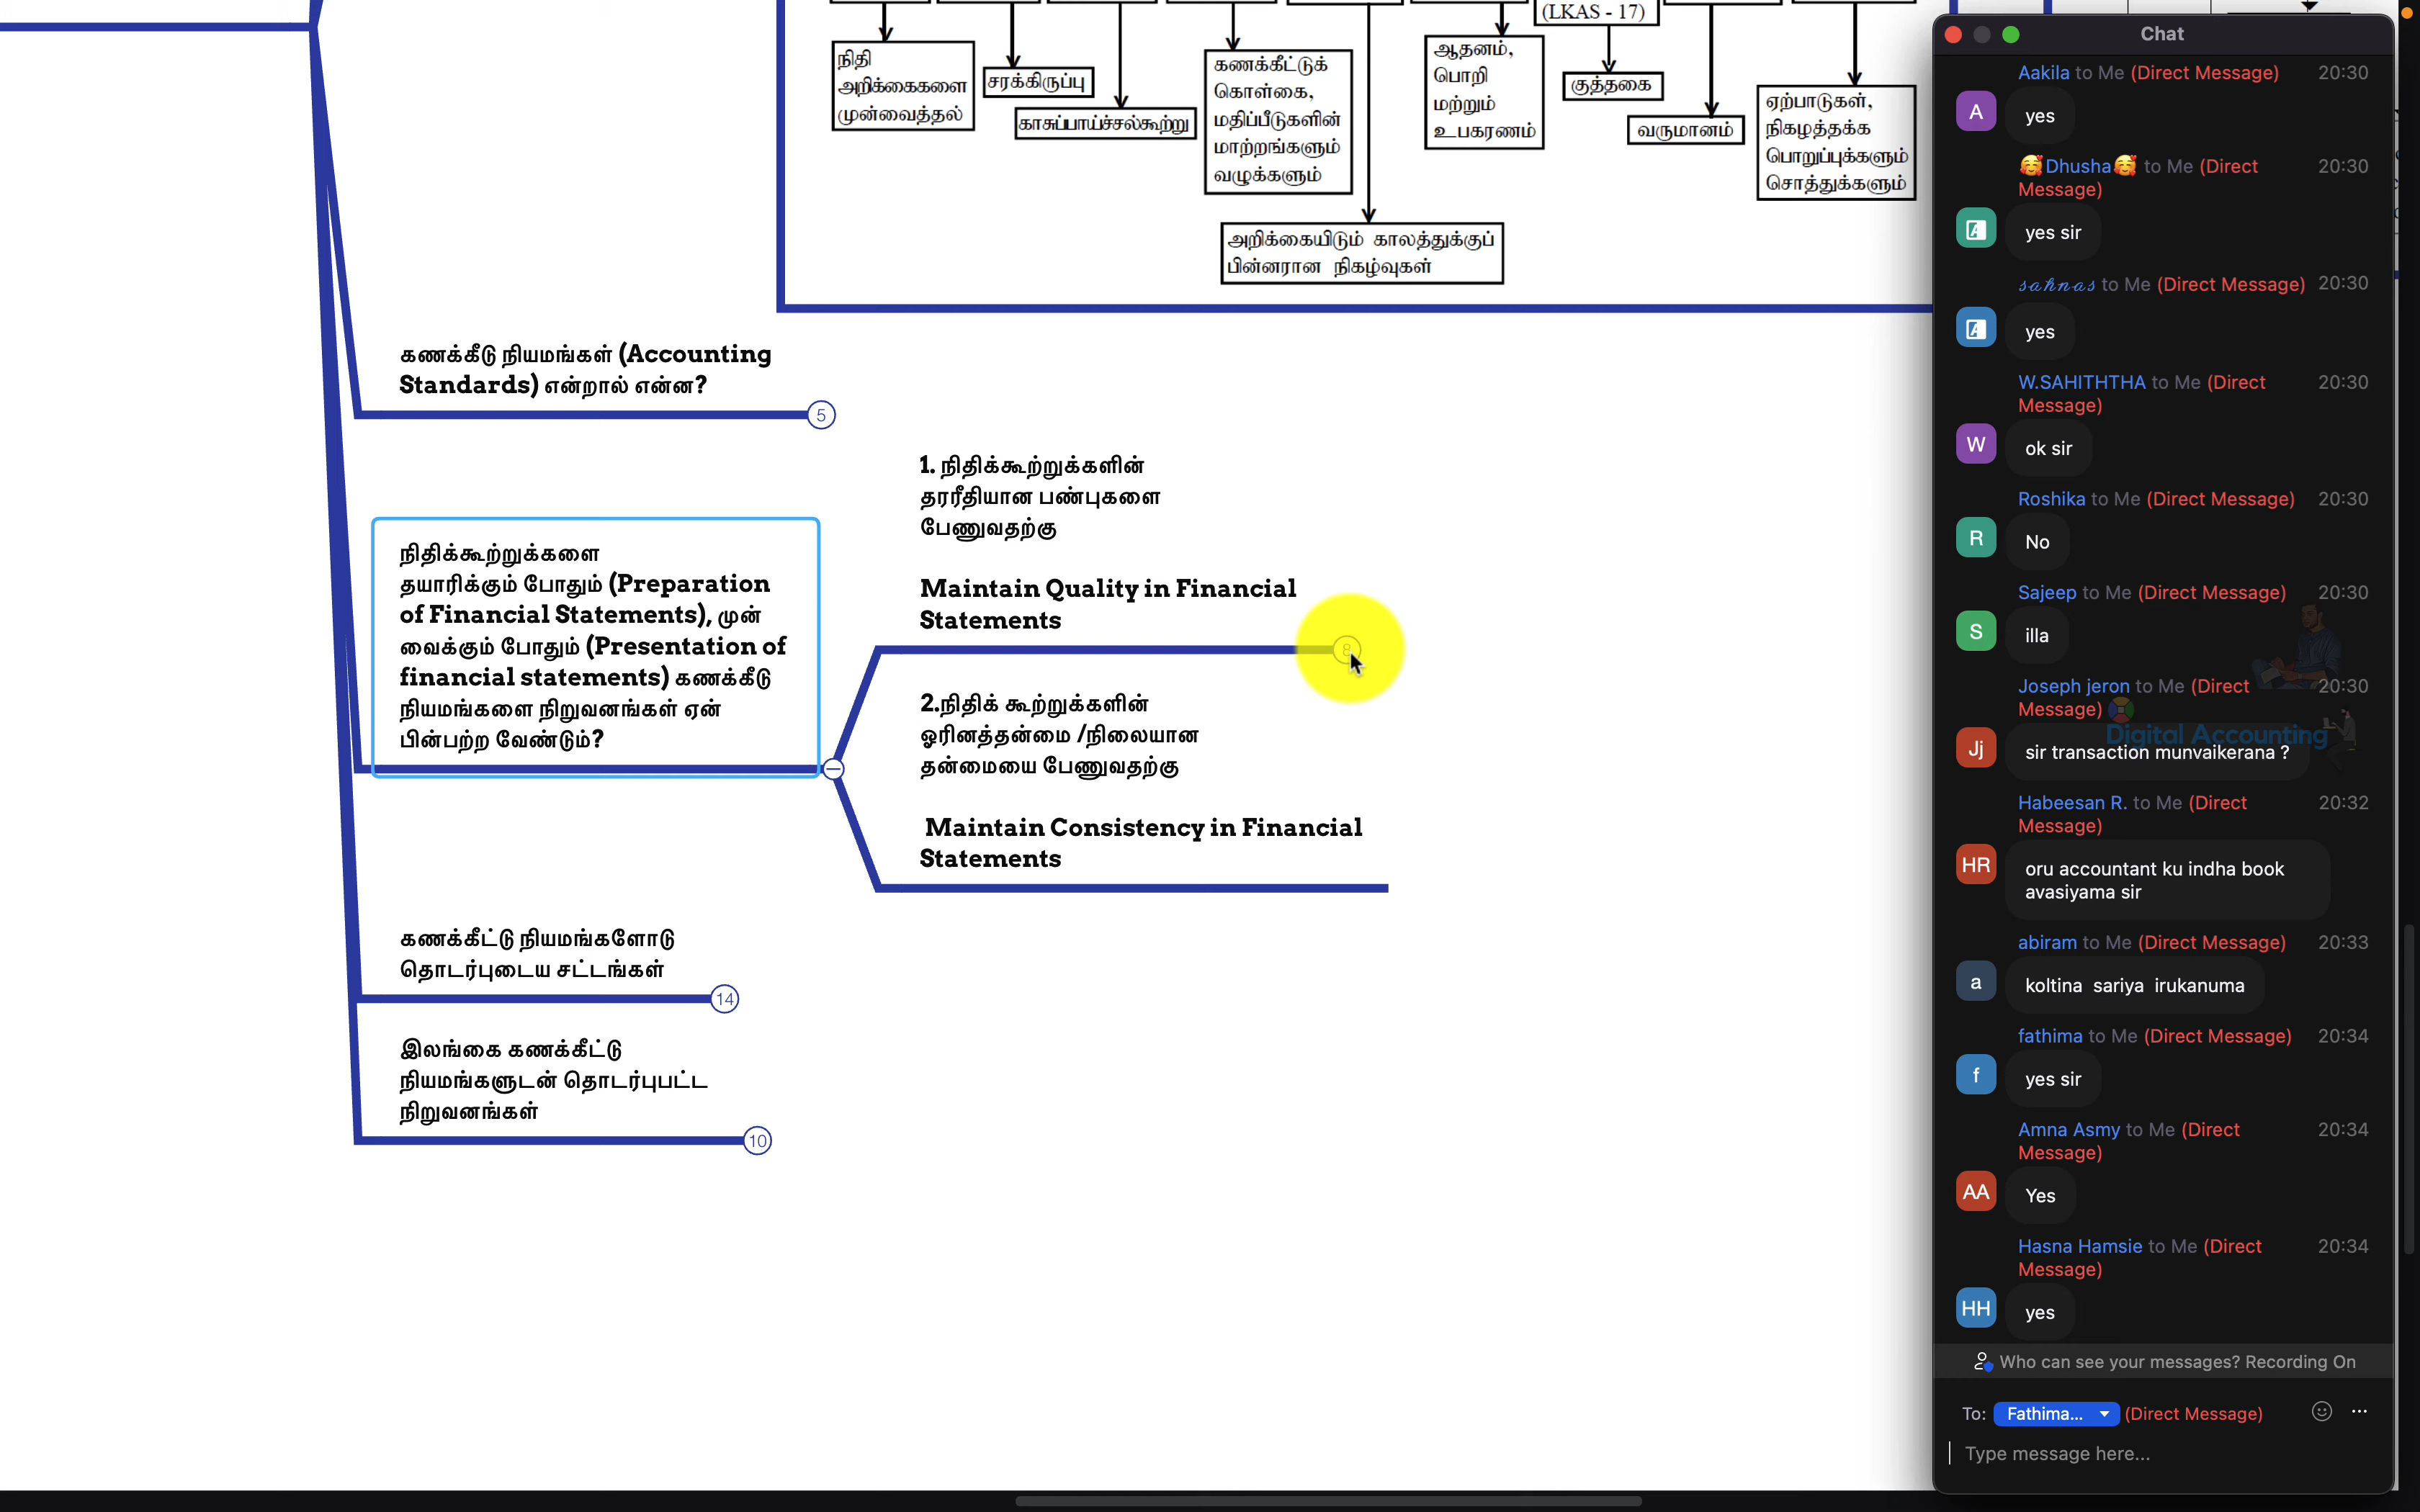 (LKAS - 17)
நிதி
அறிக்கைகளை
முன்வைத்தல்
சரக்கிருப்பு
காசுப்பாய்ச்சல்கூற்று
கணக்கீட்டுக்
கொள்கை,
மதிப்பீடுகளின்
மாற்றங்களும்
வழுக்களும்
அறிக்கையிடும் காலத்துக்குப்
பின்னரான நிகழ்வுகள்
ஆதனம்,
பொறி
மற்றும்
உபகரணம்
குத்தகை
வருமானம்
ஏற்பாடுகள்,
நிகழத்தக்க
பொறுப்புக்களும்
சொத்துக்களும்
கணக்கீடு நியமங்கள் (Accounting
Standards) என்றால் என்ன?
5
நிதிக்கூற்றுக்களை
தயாரிக்கும் போதும் (Preparation
of Financial Statements), முன்
வைக்கும் போதும் (Presentation of
financial statements) கணக்கீடு
நியமங்களை நிறுவனங்கள் ஏன்
பின்பற்ற வேண்டும்?
1. நிதிக்கூற்றுக்களின்
தரரீதியான பண்புகளை
பேணுவதற்கு
Maintain Quality in Financial
Statements
8
2.நிதிக் கூற்றுக்களின்
ஓரினத்தன்மை /நிலையான
தன்மையை பேணுவதற்கு
Maintain Consistency in Financial
Statements
கணக்கீட்டு நியமங்களோடு
தொடர்புடைய சட்டங்கள்
14
இலங்கை கணக்கீட்டு
நியமங்களுடன் தொடர்புபட்ட
நிறுவனங்கள்
10
Chat
Aakila to Me (Direct Message) 20:30
A
yes
🥰Dhusha🥰 to Me (Direct 20:30
Message)
yes sir
𝓈𝒶𝒽𝓃𝒶𝓈 to Me (Direct Message) 20:30
yes
W.SAHITHTHA to Me (Direct 20:30
Message)
W
ok sir
Roshika to Me (Direct Message) 20:30
R
No
Sajeep to Me (Direct Message) 20:30
S
illa
Joseph jeron to Me (Direct 20:30
Message)
Digital Accounting
Jj
sir transaction munvaikerana ?
Habeesan R. to Me (Direct 20:32
Message)
HR
oru accountant ku indha book
avasiyama sir
abiram to Me (Direct Message) 20:33
a
koltina sariya irukanuma
fathima to Me (Direct Message) 20:34
f
yes sir
Amna Asmy to Me (Direct 20:34
Message)
AA
Yes
Hasna Hamsie to Me (Direct 20:34
Message)
HH
yes
Who can see your messages? Recording On
To: Fathima... (Direct Message)
Type message here...